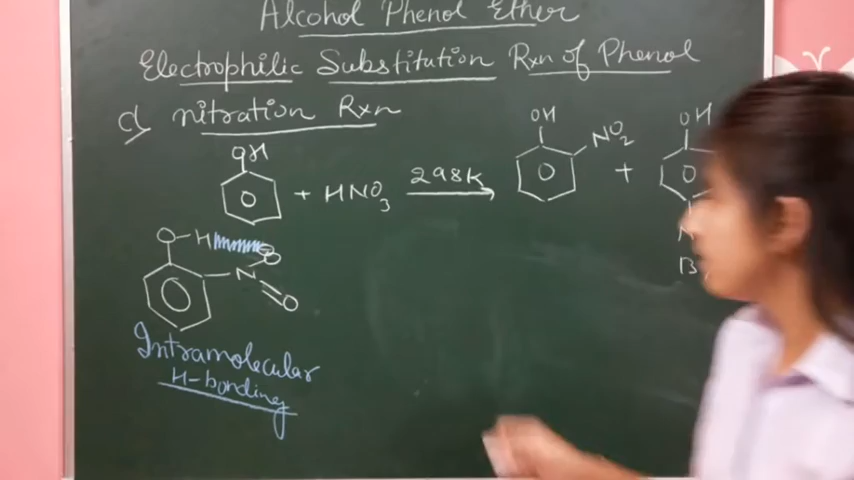 Alcohol Phenol Ether
Electrophilic Substitution Rxn of Phenol
c) nitration Rxn
OH + HNO3 298K → OH NO2 + OH
O-H N O O
Intramolecular
H-bonding